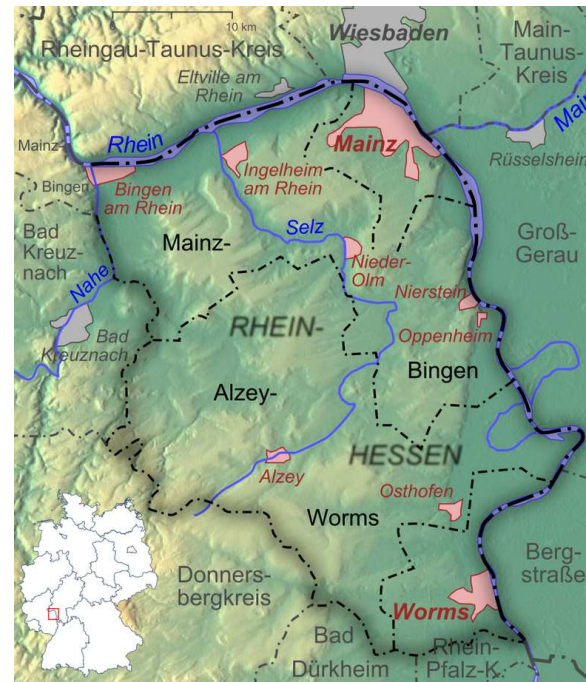 10 km
Wiesbaden
Rheingau-Taunus-Kreis
Main-
Taunus-
Kreis
Eltville am
Rhein
Main
Rhein
Mainz
Mainz-
Bingen
Rüsselsheim
Bingen
am Rhein
Ingelheim
am Rhein
Bad
Kreuz-
nach
Mainz-
Selz
Groß-
Gerau
Nieder-
Olm
Nahe
Nierstein
Bad
Kreuznach
RHEIN-
Oppenheim
Bingen
Alzey-
HESSEN
Alzey
Osthofen
Worms
Berg-
straße
Donners-
bergkreis
Worms
Bad
Dürkheim
Rhein-
Pfalz-K.